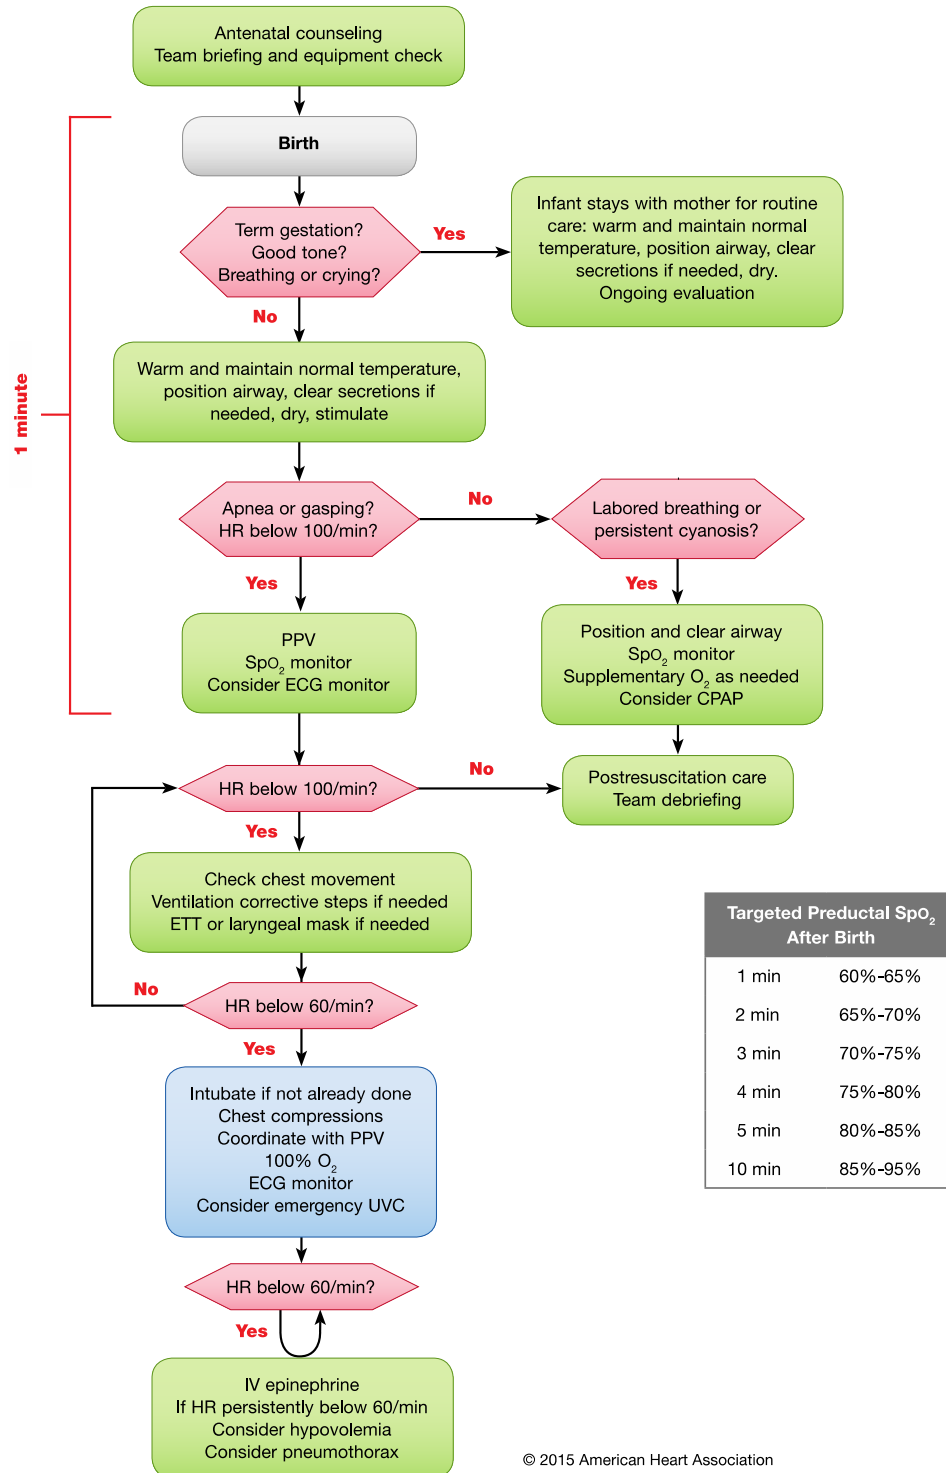 Antenatal counseling
Team briefing and equipment check
Birth
Term gestation?
Good tone?
Breathing or crying?
Yes
Infant stays with mother for routine
care: warm and maintain normal
temperature, position airway, clear
secretions if needed, dry.
Ongoing evaluation
No
1 minute
Warm and maintain normal temperature,
position airway, clear secretions if
needed, dry, stimulate
Apnea or gasping?
HR below 100/min?
No
Labored breathing or
persistent cyanosis?
Yes
Yes
PPV
SpO₂ monitor
Consider ECG monitor
Position and clear airway
SpO₂ monitor
Supplementary O₂ as needed
Consider CPAP
HR below 100/min?
No
Postresuscitation care
Team debriefing
Yes
Check chest movement
Ventilation corrective steps if needed
ETT or laryngeal mask if needed
No
HR below 60/min?
Yes
Intubate if not already done
Chest compressions
Coordinate with PPV
100% O₂
ECG monitor
Consider emergency UVC
HR below 60/min?
Yes
IV epinephrine
If HR persistently below 60/min
Consider hypovolemia
Consider pneumothorax
Targeted Preductal SpO₂
After Birth
1 min 60%-65%
2 min 65%-70%
3 min 70%-75%
4 min 75%-80%
5 min 80%-85%
10 min 85%-95%
© 2015 American Heart Association